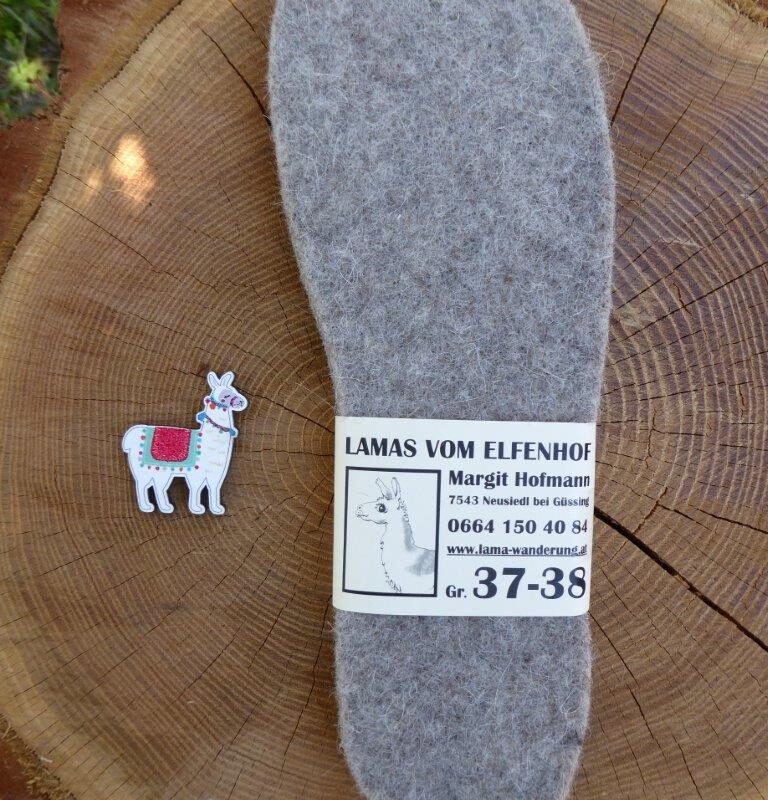 LAMAS VOM ELFENHOF
Margit Hofmann
7543 Neusiedl bei Güssing
0664 150 40 84
www.lama-wanderung.at
Gr. 37-38